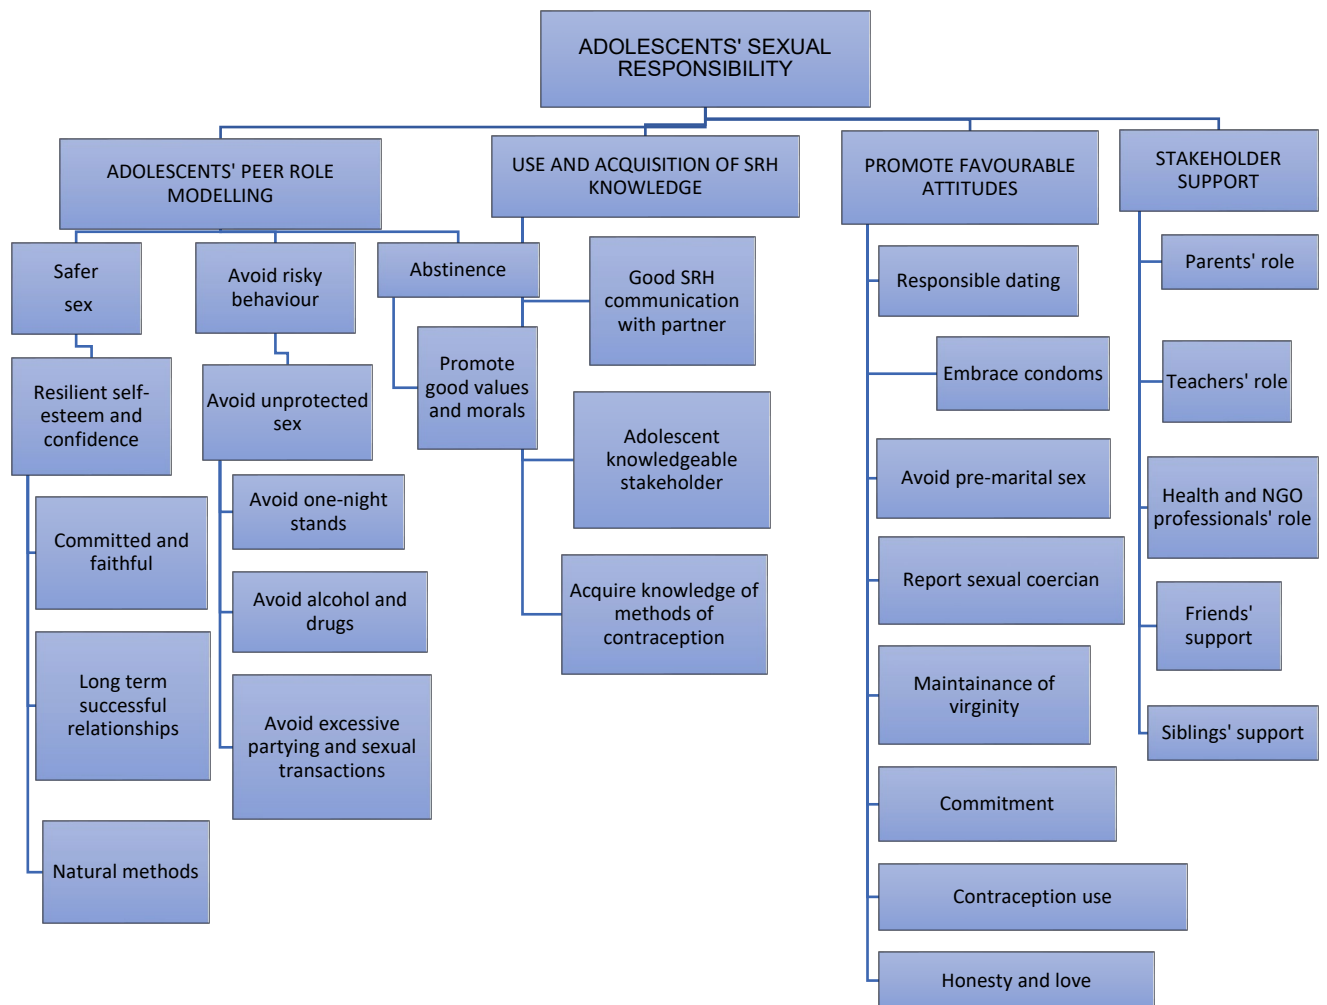 ADOLESCENTS' SEXUAL
RESPONSIBILITY
ADOLESCENTS' PEER ROLE
MODELLING
USE AND ACQUISITION OF SRH
KNOWLEDGE
PROMOTE FAVOURABLE
ATTITUDES
STAKEHOLDER
SUPPORT
Safer
sex
Avoid risky
behaviour
Abstinence
Resilient self-
esteem and
confidence
Avoid unprotected
sex
Promote
good values
and morals
Committed and
faithful
Long term
successful
relationships
Natural methods
Avoid one-night
stands
Avoid alcohol and
drugs
Avoid excessive
partying and sexual
transactions
Good SRH
communication
with partner
Adolescent
knowledgeable
stakeholder
Acquire knowledge of
methods of
contraception
Responsible dating
Embrace condoms
Avoid pre-marital sex
Report sexual coercian
Maintainance of
virginity
Commitment
Contraception use
Honesty and love
Parents' role
Teachers' role
Health and NGO
professionals' role
Friends'
support
Siblings' support